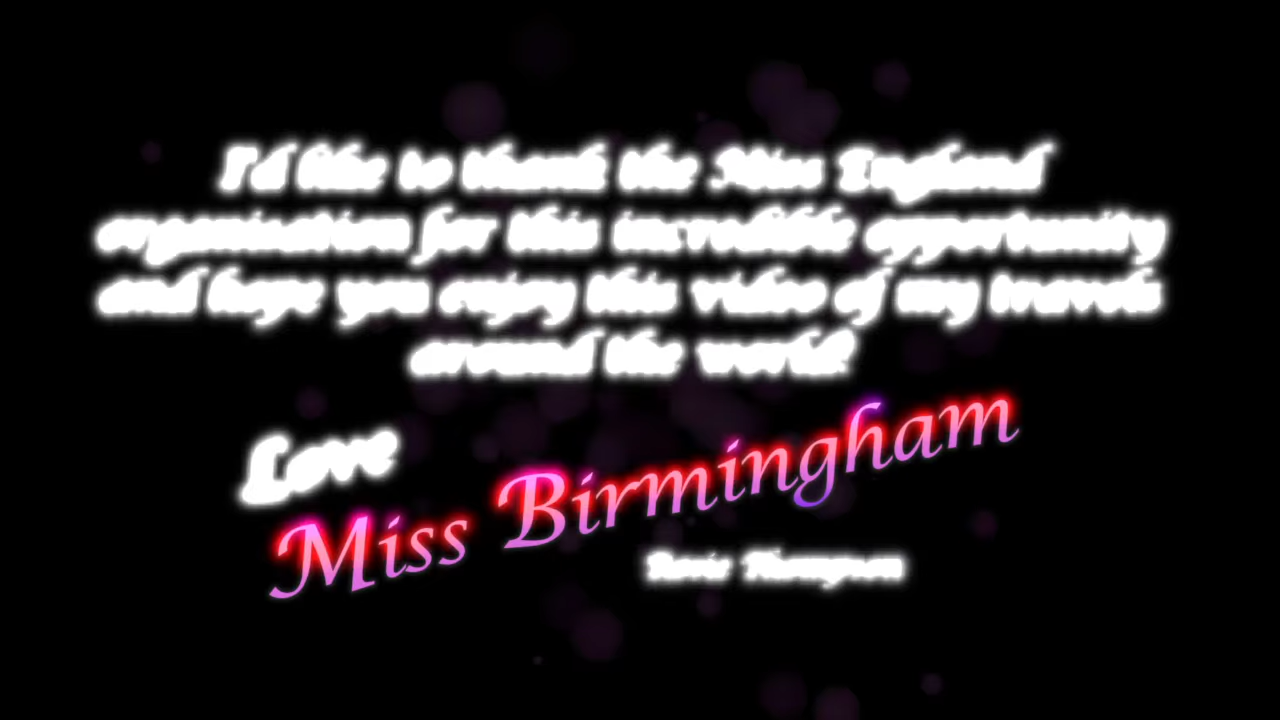 I'd like to thank the Miss England
organisation for this incredible opportunity
and hope you enjoy this video of my travels
around the world!
Love
Miss Birmingham
Thompson